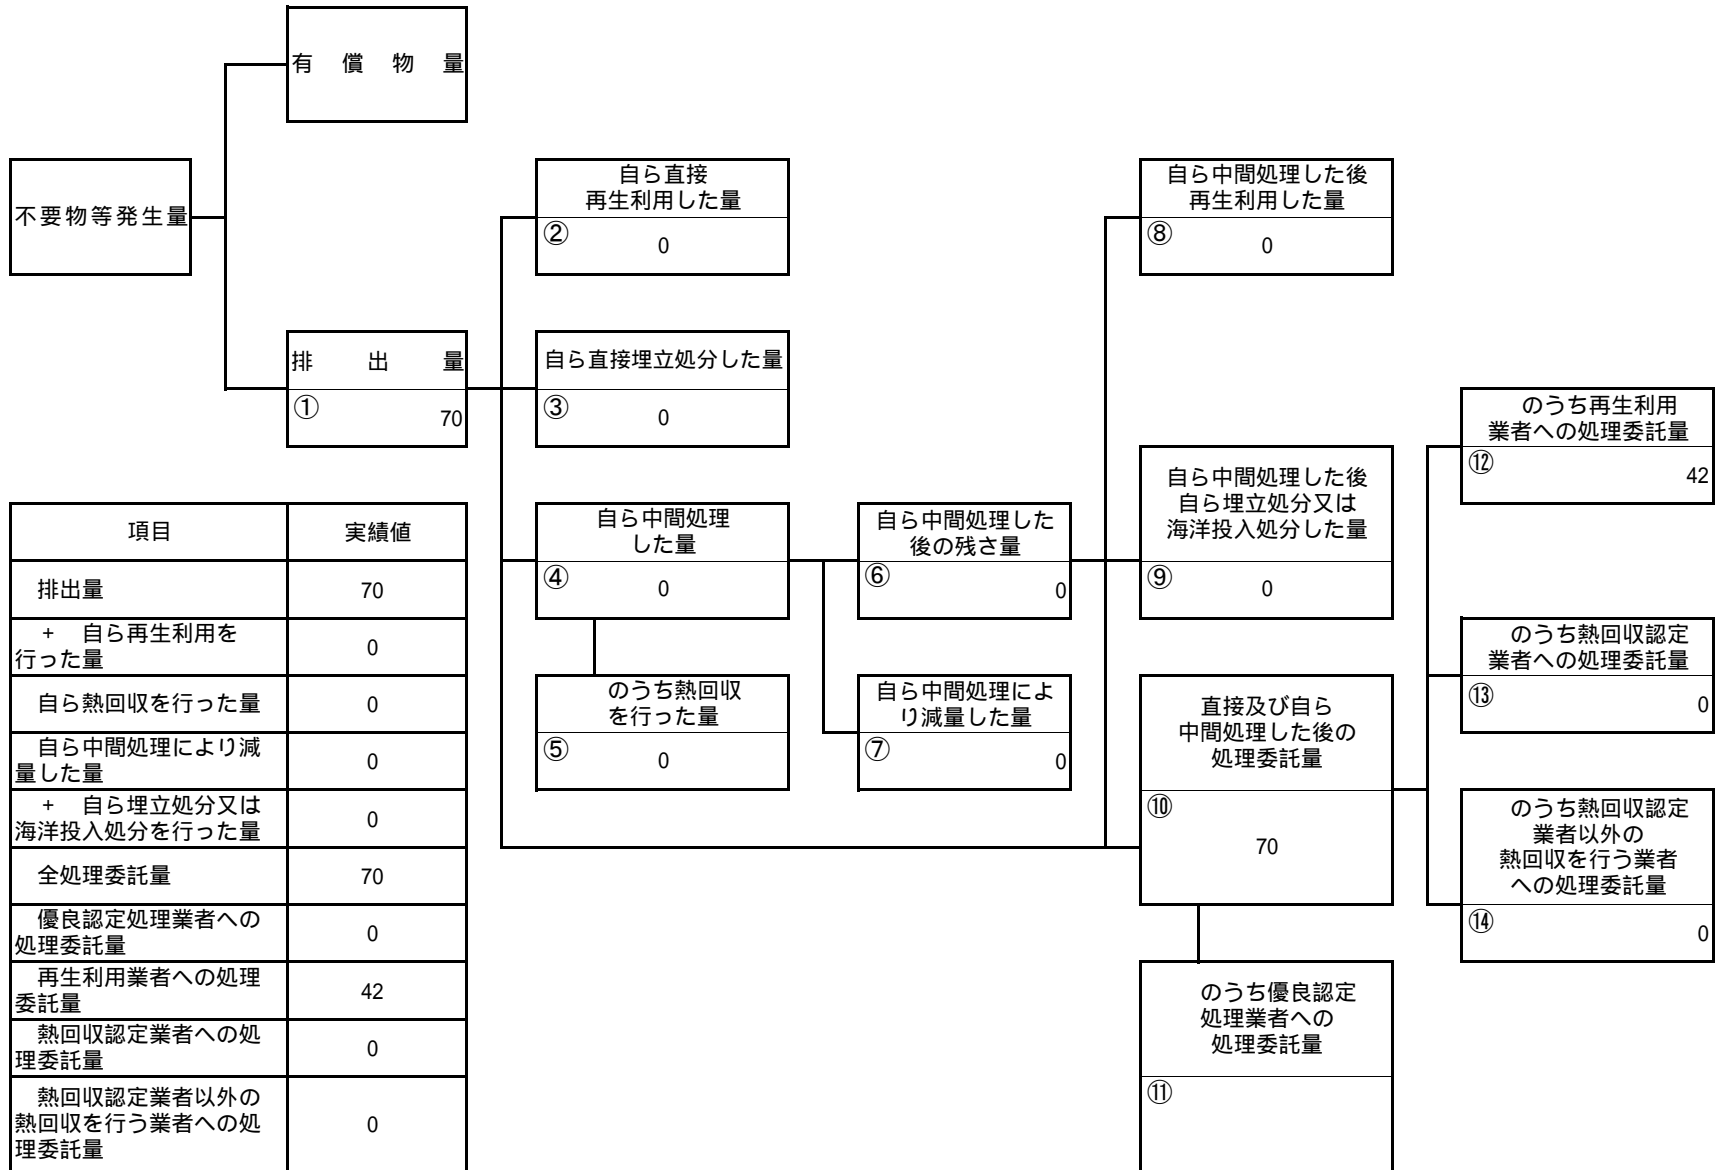 有償物量
不要物等発生量
排出量
① 70
自ら直接
再生利用した量
② 0
自ら直接埋立処分した量
③ 0
自ら中間処理
した量
④ 0
のうち熱回収
を行った量
⑤ 0
自ら中間処理した
後の残さ量
⑥ 0
自ら中間処理によ
り減量した量
⑦ 0
自ら中間処理した後
再生利用した量
⑧ 0
自ら中間処理した後
自ら埋立処分又は
海洋投入処分した量
⑨ 0
直接及び自ら
中間処理した後の
処理委託量
⑩
70
のうち優良認定
処理業者への
処理委託量
⑪
のうち再生利用
業者への処理委託量
⑫ 42
のうち熱回収認定
業者への処理委託量
⑬ 0
のうち熱回収認定
業者以外の
熱回収を行う業者
への処理委託量
⑭ 0
項目 実績値
排出量 70
+ 自ら再生利用を
行った量 0
自ら熱回収を行った量 0
自ら中間処理により減
量した量 0
+ 自ら埋立処分又は
海洋投入処分を行った量 0
全処理委託量 70
優良認定処理業者への
処理委託量 0
再生利用業者への処理
委託量 42
熱回収認定業者への処
理委託量 0
熱回収認定業者以外の
熱回収を行う業者への処
理委託量 0